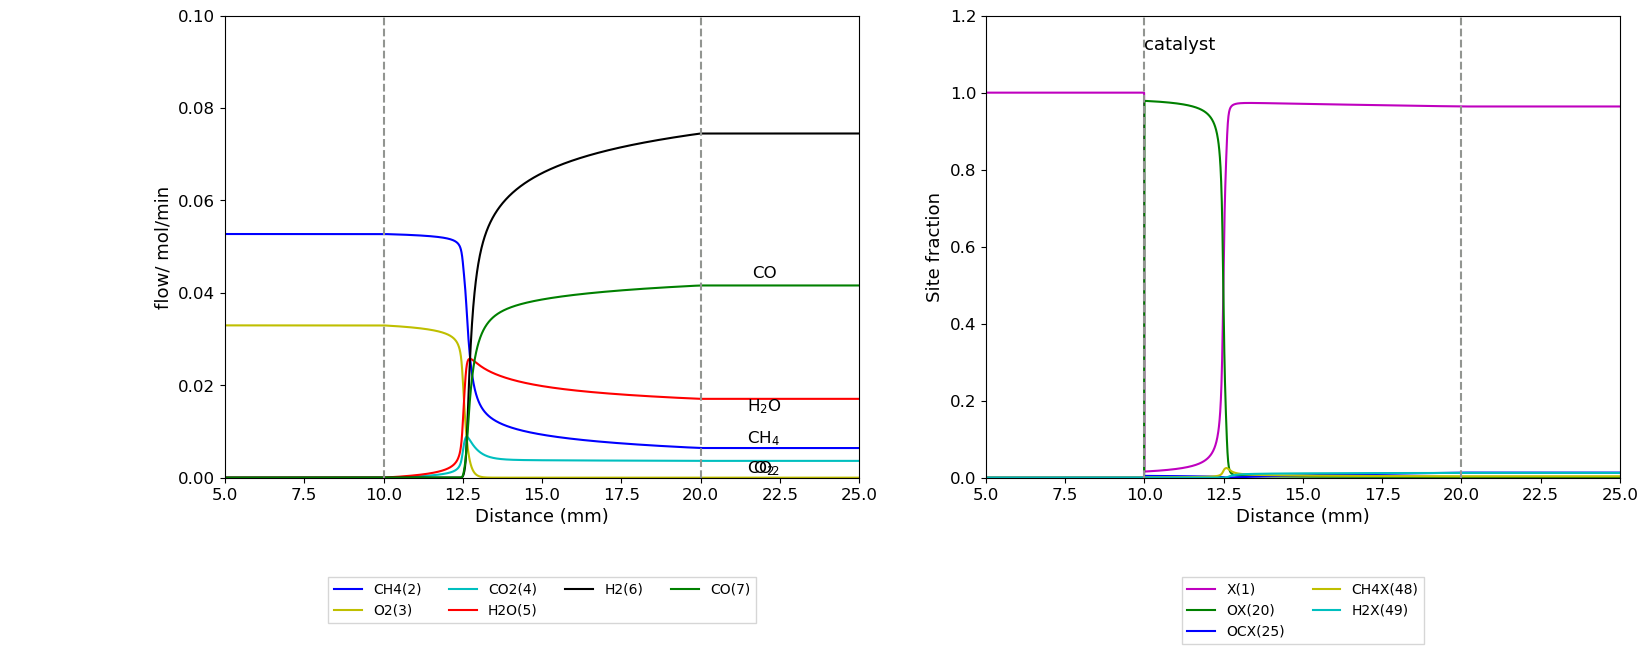 0.10
0.08
0.06
0.04
0.02
0.00
flow/ mol/min
CO
H₂O
CH₄
5.0 7.5 10.0 12.5 15.0 17.5 20.0 22.5 25.0
Distance (mm)
CH4(2) CO2(4) H2(6) CO(7)
O2(3) H2O(5)
1.2
1.0
0.8
0.6
0.4
0.2
0.0
Site fraction
catalyst
5.0 7.5 10.0 12.5 15.0 17.5 20.0 22.5 25.0
Distance (mm)
X(1) CH4X(48)
OX(20) H2X(49)
OCX(25)